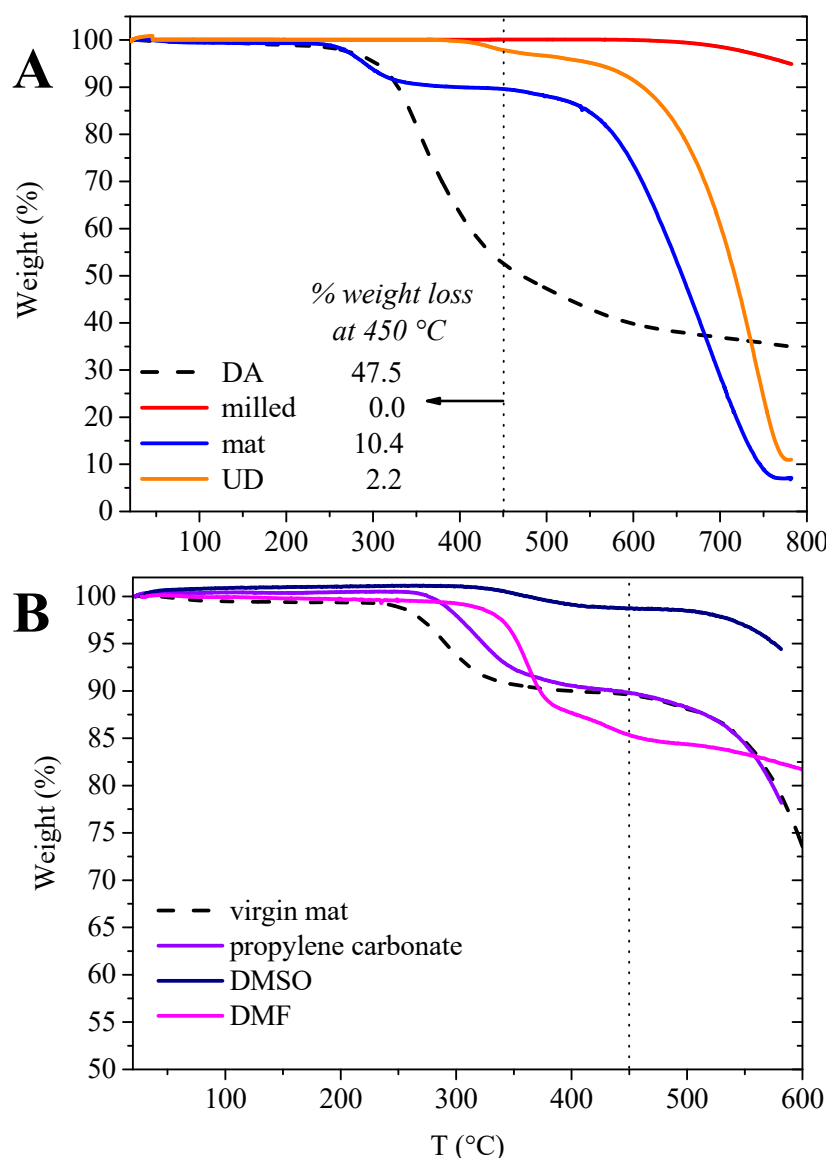 A
Weight (%)
100
90
80
70
60
50
40
30
20
10
0
% weight loss
at 450 °C
DA 47.5
milled 0.0
mat 10.4
UD 2.2
100 200 300 400 500 600 700 800
B
Weight (%)
100
95
90
85
80
75
70
65
60
55
50
virgin mat
propylene carbonate
DMSO
DMF
100 200 300 400 500 600
T (°C)